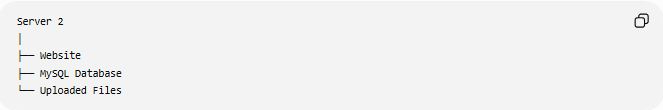 Server 2
│
├── Website
├── MySQL Database
└── Uploaded Files